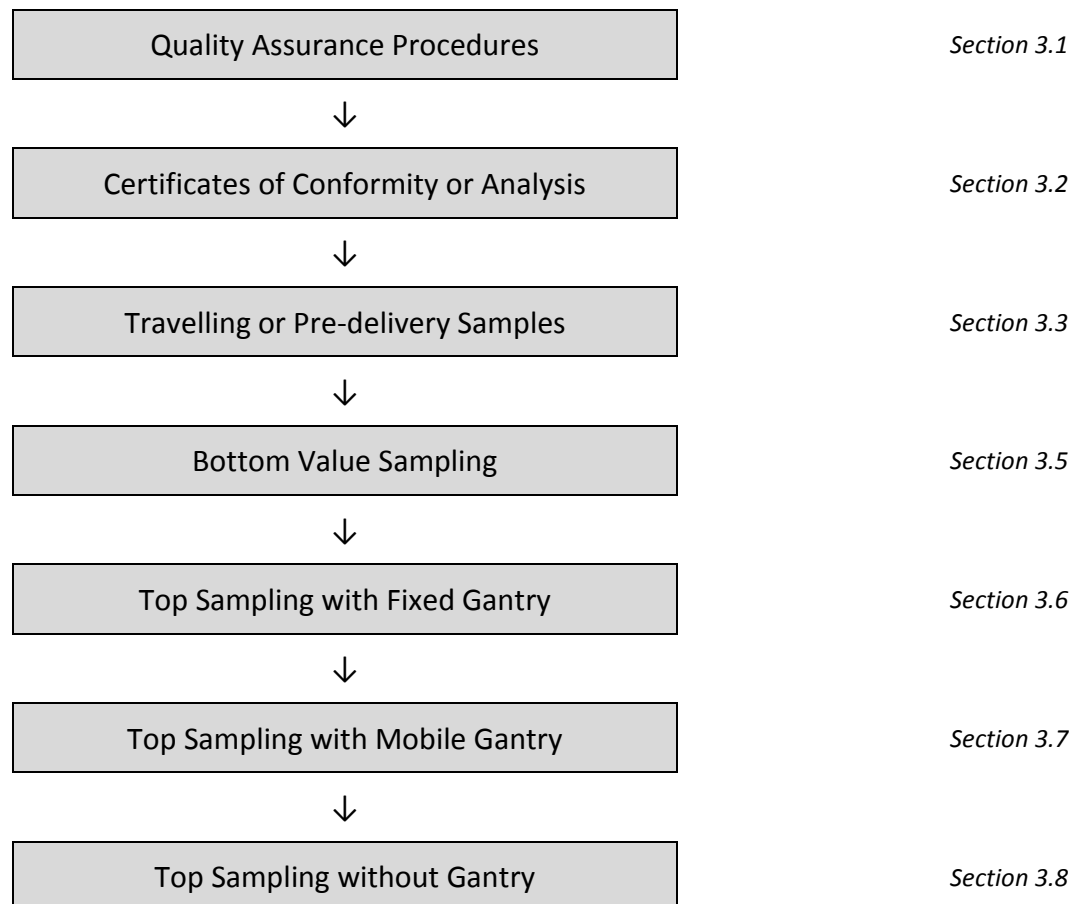 Quality Assurance Procedures Section 3.1
↓
Certificates of Conformity or Analysis Section 3.2
↓
Travelling or Pre-delivery Samples Section 3.3
↓
Bottom Value Sampling Section 3.5
↓
Top Sampling with Fixed Gantry Section 3.6
↓
Top Sampling with Mobile Gantry Section 3.7
↓
Top Sampling without Gantry Section 3.8